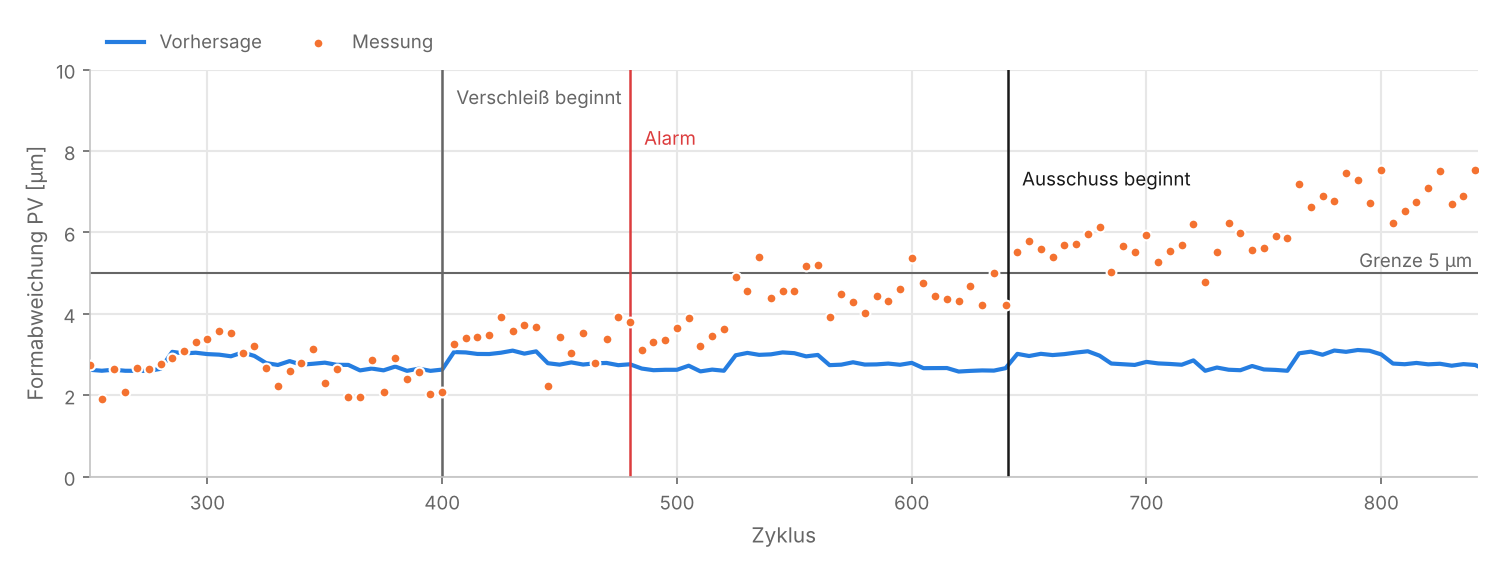 Vorhersage Messung
10
Verschleiß beginnt
Alarm
8
Ausschuss beginnt
6
Grenze 5 µm
4
2
0
Formabweichung PV [µm]
300 400 500 600 700 800
Zyklus